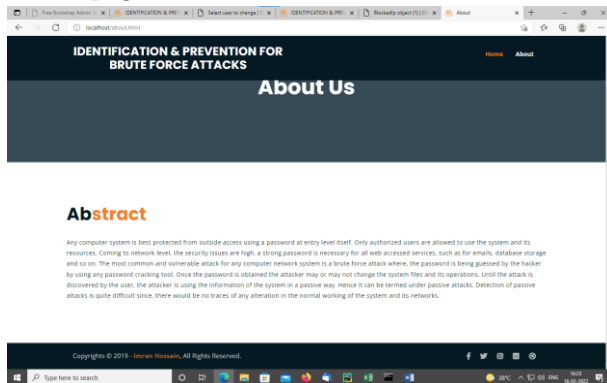 Free Bootstrap Admin T
IDENTIFICATION & PRE
Select user to change |
IDENTIFICATION & PRE
BlockedIp object (1) | C
About
localhost/about.html
IDENTIFICATION & PREVENTION FOR
BRUTE FORCE ATTACKS
Home About
About Us
Abstract
Any computer system is best protected from outside access using a password at entry level itself. Only authorized users are allowed to use the system and its
resources. Coming to network level, the security issues are high, a strong password is necessary for all web accessed services, such as for emails, database storage
and so on. The most common and vulnerable attack for any computer network system is a brute force attack where, the password is being guessed by the hacker
by using any password cracking tool. Once the password is obtained the attacker may or may not change the system files and its operations. Until the attack is
discovered by the user, the attacker is using the information of the system in a passive way. Hence it can be termed under passive attacks. Detection of passive
attacks is quite difficult since, there would be no traces of any alteration in the normal working of the system and its networks.
Copyrights © 2019 - Imran Hossain, All Rights Reserved.
Type here to search
38°C
ENG
16:23
16-02-2022